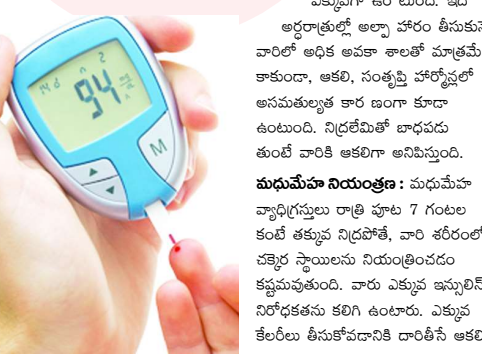 అర్ధరాత్రుల్లో అల్పా హారం తీసుకునే
వారిలో అధిక అవకా శాలతో మాత్రమే
కాకుండా, ఆకలి, సంతృప్తి హార్మోన్లలో
అసమతుల్యత కార ణంగా కూడా
ఉంటుంది. నిద్రలేమితో బాధపడు
తుంటే వారికి ఆకలిగా అనిపిస్తుంది.
మధుమేహ నియంత్రణ : మధుమేహ
వ్యాధిగ్రస్తులు రాత్రి పూట 7 గంటల
కంటే తక్కువ నిద్రపోతే, వారి శరీరంలో
చక్కెర స్థాయిలను నియంత్రించడం
కష్టమవుతుంది. వారు ఎక్కువ ఇన్సులిన్
నిరోధకతను కలిగి ఉంటారు. ఎక్కువ
కేలరీలు తీసుకోవడానికి దారితీసే ఆకలి
94
M